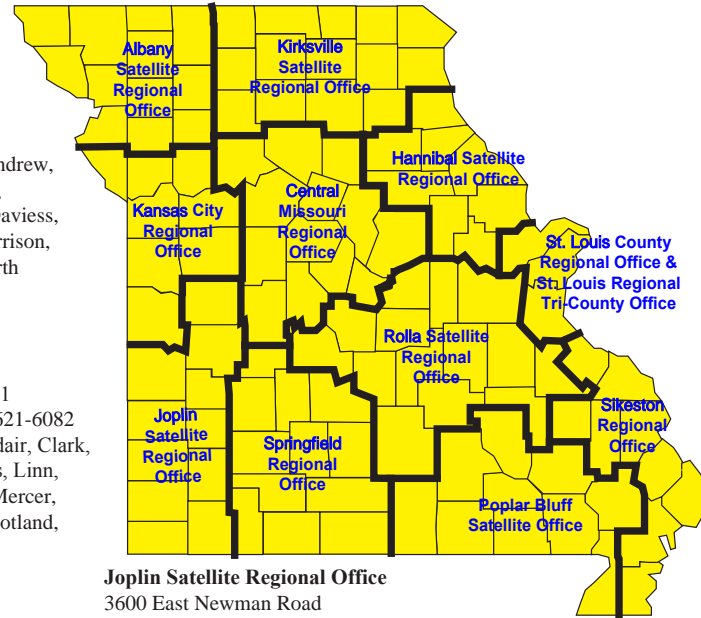 Albany
Satellite
Regional
Office
Kirksville
Satellite
Regional Office
Hannibal Satellite
Regional Office
Kansas City
Regional
Office
Central
Missouri
Regional
Office
St. Louis County
Regional Office &
St. Louis Regional
Tri-County Office
Rolla Satellite
Regional
Office
Joplin
Satellite
Regional
Office
Springfield
Regional
Office
Sikeston
Regional
Office
Poplar Bluff
Satellite Office
ndrew,
,
aviess,
rrison,
rth
1
621-6082
dair, Clark,
s, Linn,
Mercer,
otland,
Joplin Satellite Regional Office
3600 East Newman Road